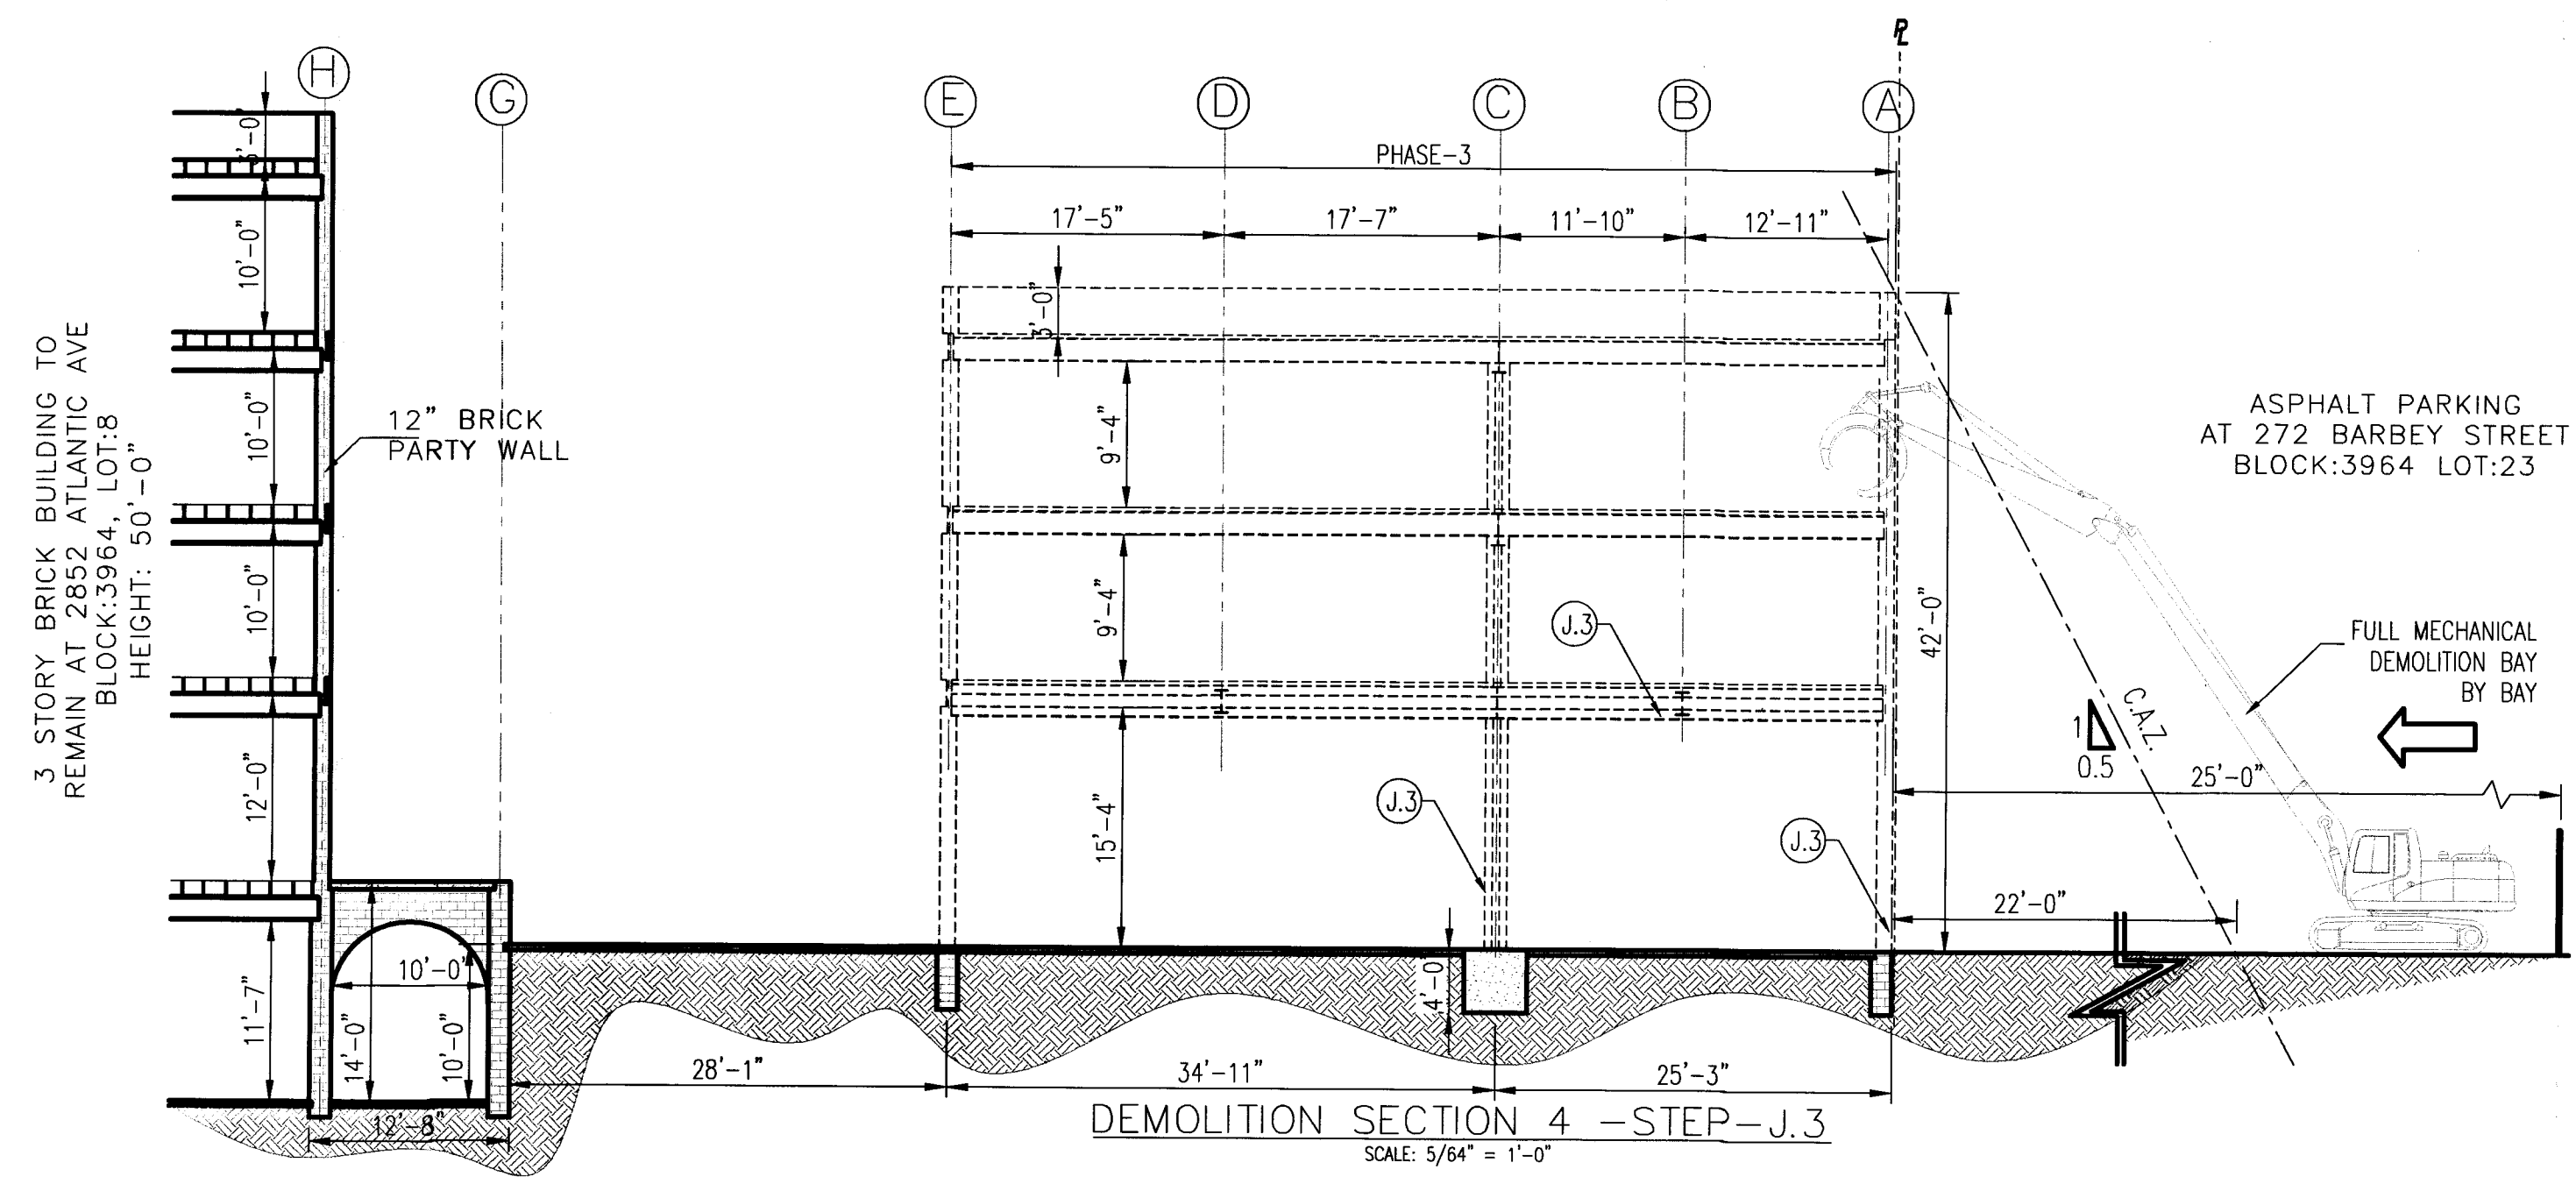 PL
H
G
E
D
C
B
A
PHASE-3
17'-5"
17'-7"
11'-10"
12'-11"
3'-0"
10'-0"
10'-0"
10'-0"
12'-0"
11'-7"
3 STORY BRICK BUILDING TO
REMAIN AT 2852 ATLANTIC AVE
BLOCK:3964, LOT:8
HEIGHT: 50'-0"
12" BRICK
PARTY WALL
3'-0"
9'-4"
9'-4"
15'-4"
J.3
J.3
J.3
42'-0"
ASPHALT PARKING
AT 272 BARBEY STREET
BLOCK:3964 LOT:23
FULL MECHANICAL
DEMOLITION BAY
BY BAY
C.A.Z.
1
0.5
25'-0"
22'-0"
10'-0"
14'-0"
10'-0"
12'-8"
4'-0
28'-1"
34'-11"
25'-3"
DEMOLITION SECTION 4 -STEP-J.3
SCALE: 5/64" = 1'-0"